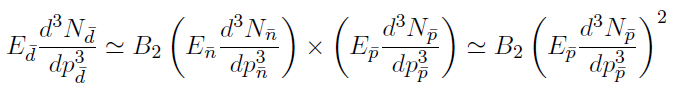 E_{\bar{d}} \frac{d^3 N_{\bar{d}}}{dp_{\bar{d}}^3} \simeq B_2 \left( E_{\bar{n}} \frac{d^3 N_{\bar{n}}}{dp_{\bar{n}}^3} \right) \times \left( E_{\bar{p}} \frac{d^3 N_{\bar{p}}}{dp_{\bar{p}}^3} \right) \simeq B_2 \left( E_{\bar{p}} \frac{d^3 N_{\bar{p}}}{dp_{\bar{p}}^3} \right)^2